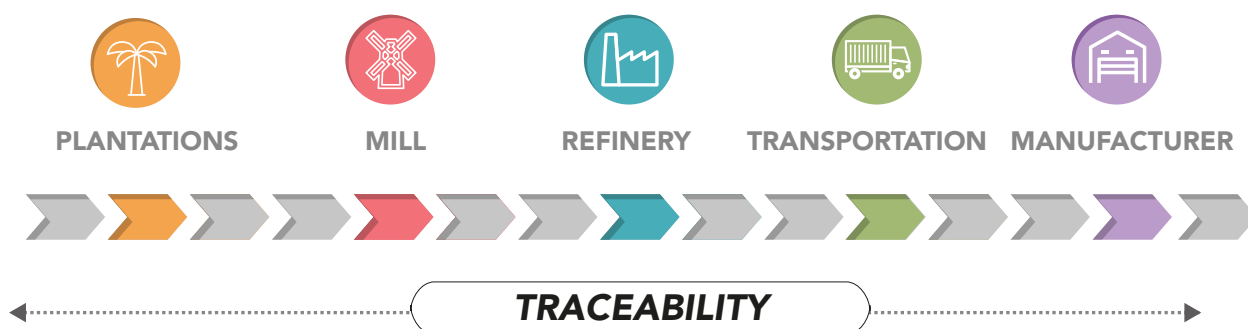 PLANTATIONS MILL REFINERY TRANSPORTATION MANUFACTURER
TRACEABILITY